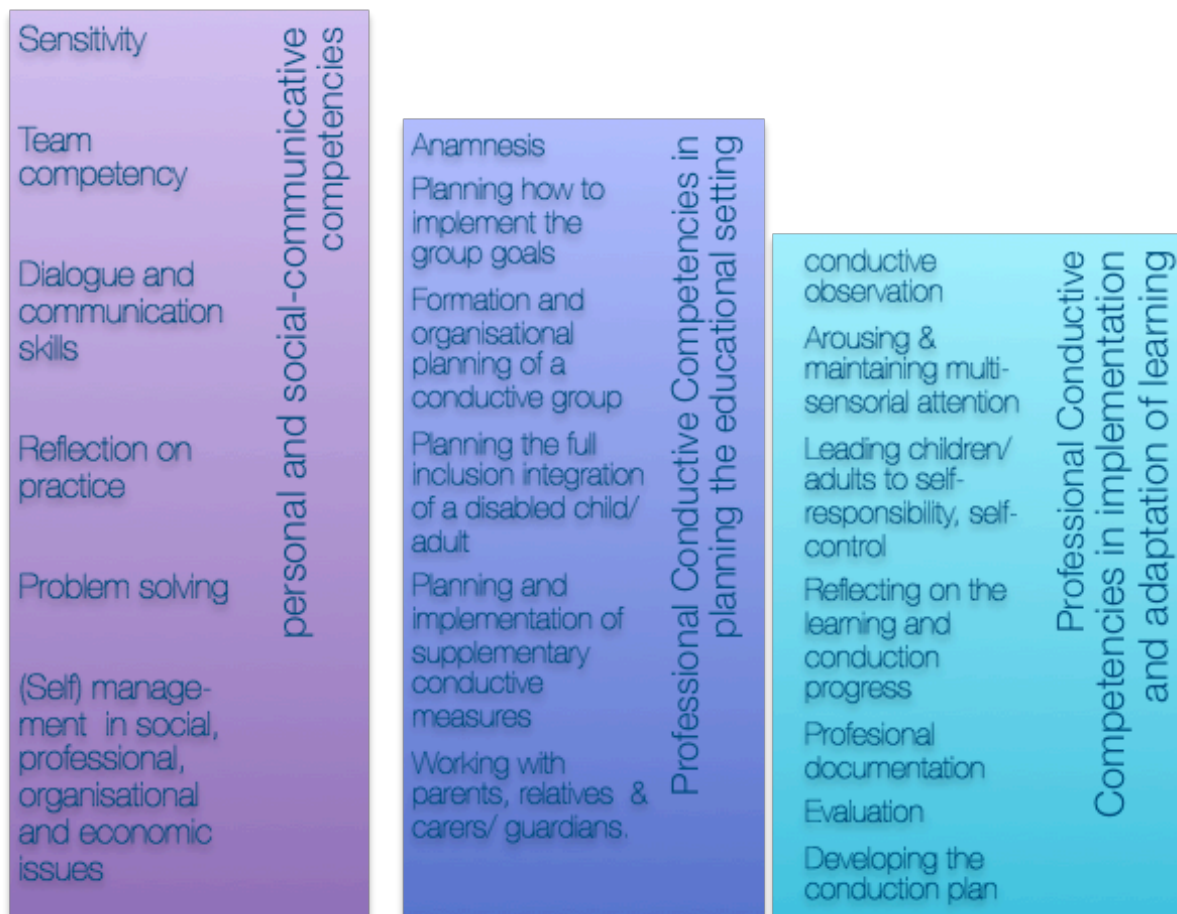 Sensitivity
Team
competency
Dialogue and
communication
skills
Reflection on
practice
Problem solving
(Self) manage-
ment in social,
professional,
organisational
and economic
issues
personal and social-communicative
competencies
Anamnesis
Planning how to
implement the
group goals
Formation and
organisational
planning of a
conductive group
Planning the full
inclusion integration
of a disabled child/
adult
Planning and
implementation of
supplementary
conductive
measures
Working with
parents, relatives &
carers/ guardians.
Professional Conductive Competencies in
planning the educational setting
conductive
observation
Arousing &
maintaining multi-
sensorial attention
Leading children/
adults to self-
responsibility, self-
control
Reflecting on the
learning and
conduction
progress
Profesional
documentation
Evaluation
Developing the
conduction plan
Professional Conductive
Competencies in implementation
and adaptation of learning